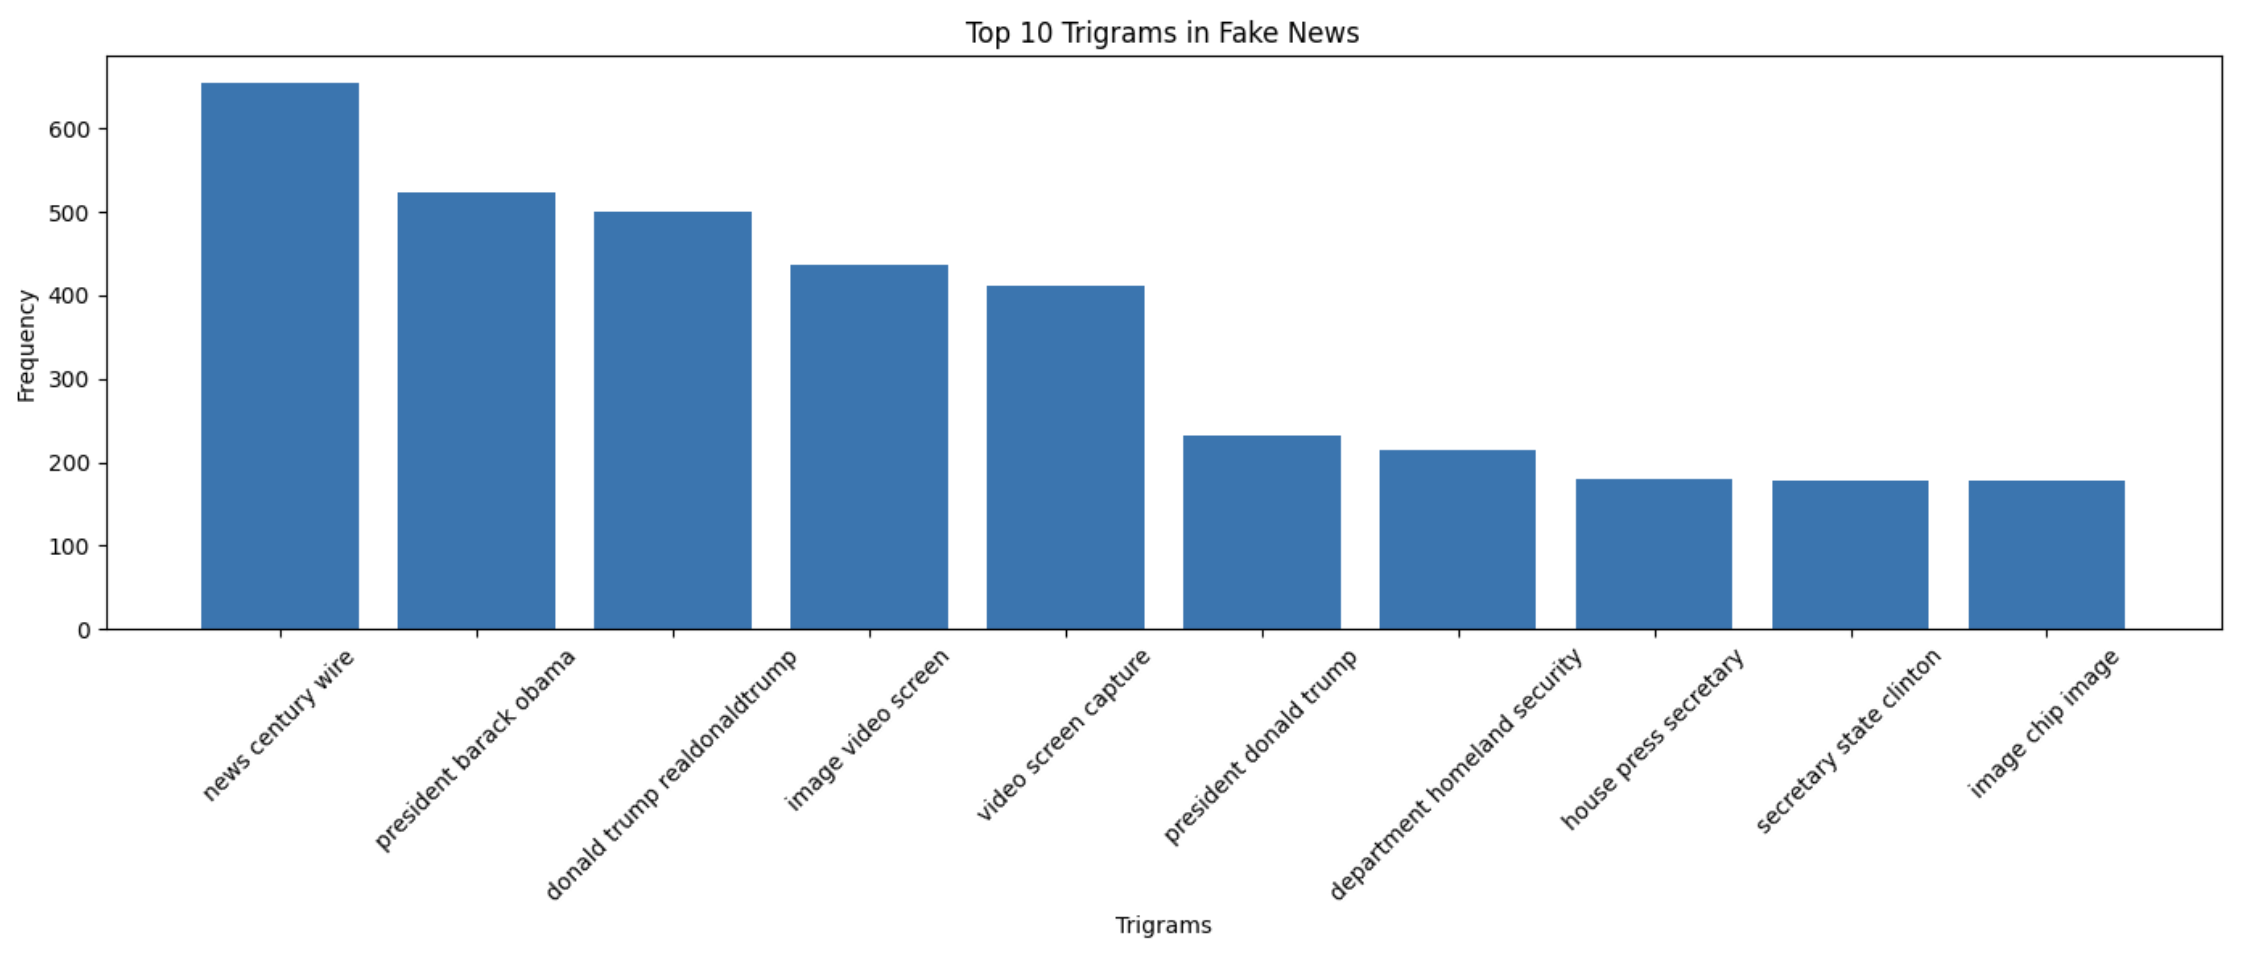 Top 10 Trigrams in Fake News
Frequency
600
500
400
300
200
100
0
news century wire
president barack obama
donald trump realdonaldtrump
image video screen
video screen capture
president donald trump
department homeland security
house press secretary
secretary state clinton
image chip image
Trigrams